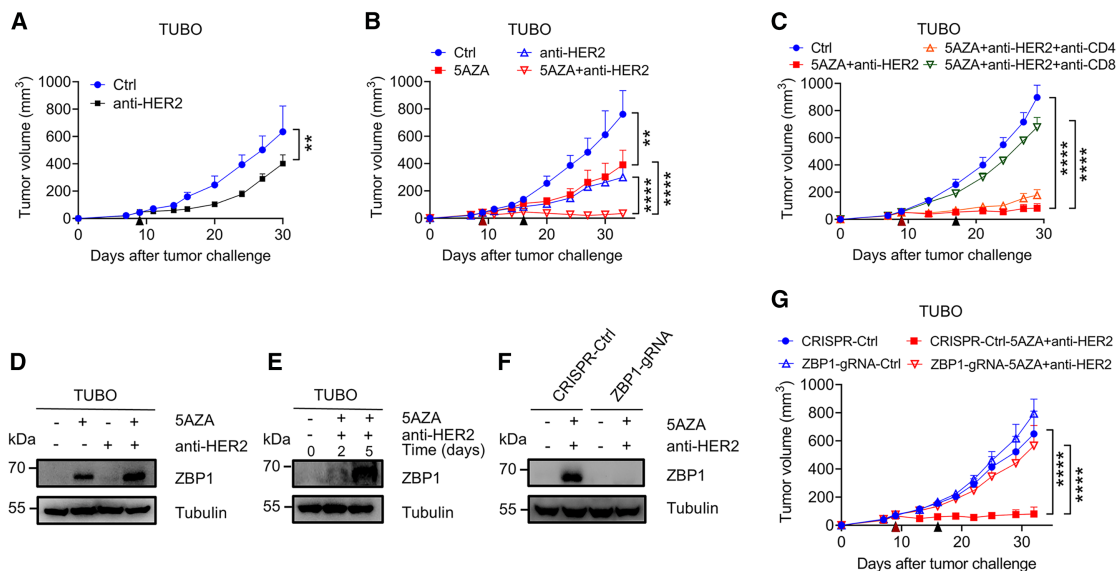 A
TUBO
Ctrl
anti-HER2
Tumor volume (mm3)
1000
800
600
400
200
0
0 10 20 30
**
Days after tumor challenge
B
TUBO
Ctrl anti-HER2
5AZA 5AZA+anti-HER2
Tumor volume (mm3)
1000
800
600
400
200
0
0 10 20 30
**
****
****
Days after tumor challenge
C
TUBO
Ctrl 5AZA+anti-HER2+anti-CD4
5AZA+anti-HER2 5AZA+anti-HER2+anti-CD8
Tumor volume (mm3)
1000
800
600
400
200
0
0 10 20 30
****
****
Days after tumor challenge
D
TUBO
- + - + 5AZA
- - + + anti-HER2
kDa
70 ZBP1
55 Tubulin
E
TUBO
- + + 5AZA
- + + anti-HER2
0 2 5 Time (days)
kDa
70 ZBP1
55 Tubulin
F
CRISPR-Ctrl
ZBP1-gRNA
- + - + 5AZA
- + - + anti-HER2
kDa
70 ZBP1
55 Tubulin
G
TUBO
CRISPR-Ctrl CRISPR-Ctrl-5AZA+anti-HER2
ZBP1-gRNA-Ctrl ZBP1-gRNA-5AZA+anti-HER2
Tumor volume (mm3)
1000
800
600
400
200
0
0 10 20 30
****
****
Days after tumor challenge